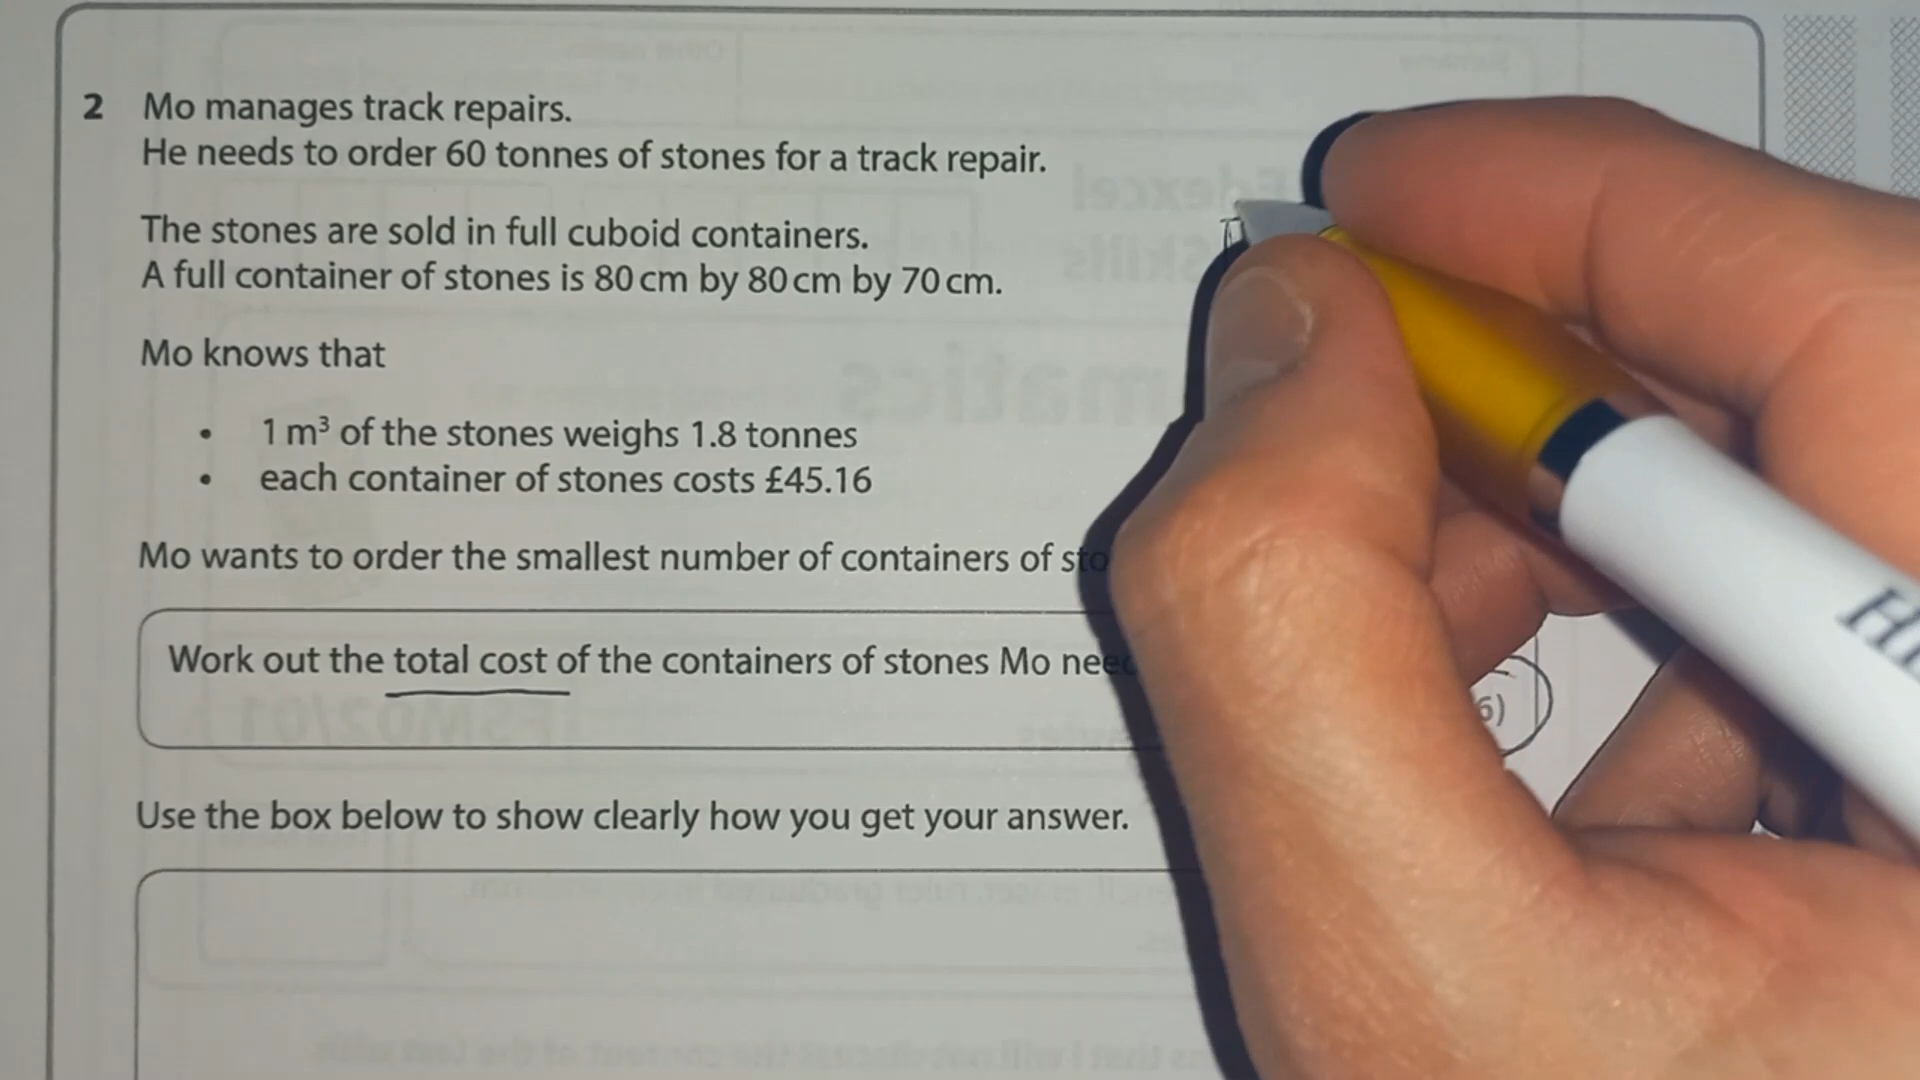 2 Mo manages track repairs.
He needs to order 60 tonnes of stones for a track repair.
The stones are sold in full cuboid containers.
A full container of stones is 80 cm by 80 cm by 70 cm.
Mo knows that
• 1 m³ of the stones weighs 1.8 tonnes
• each container of stones costs £45.16
Mo wants to order the smallest number of containers of
Work out the total cost of the containers of stones Mo
Use the box below to show clearly how you get your answer.